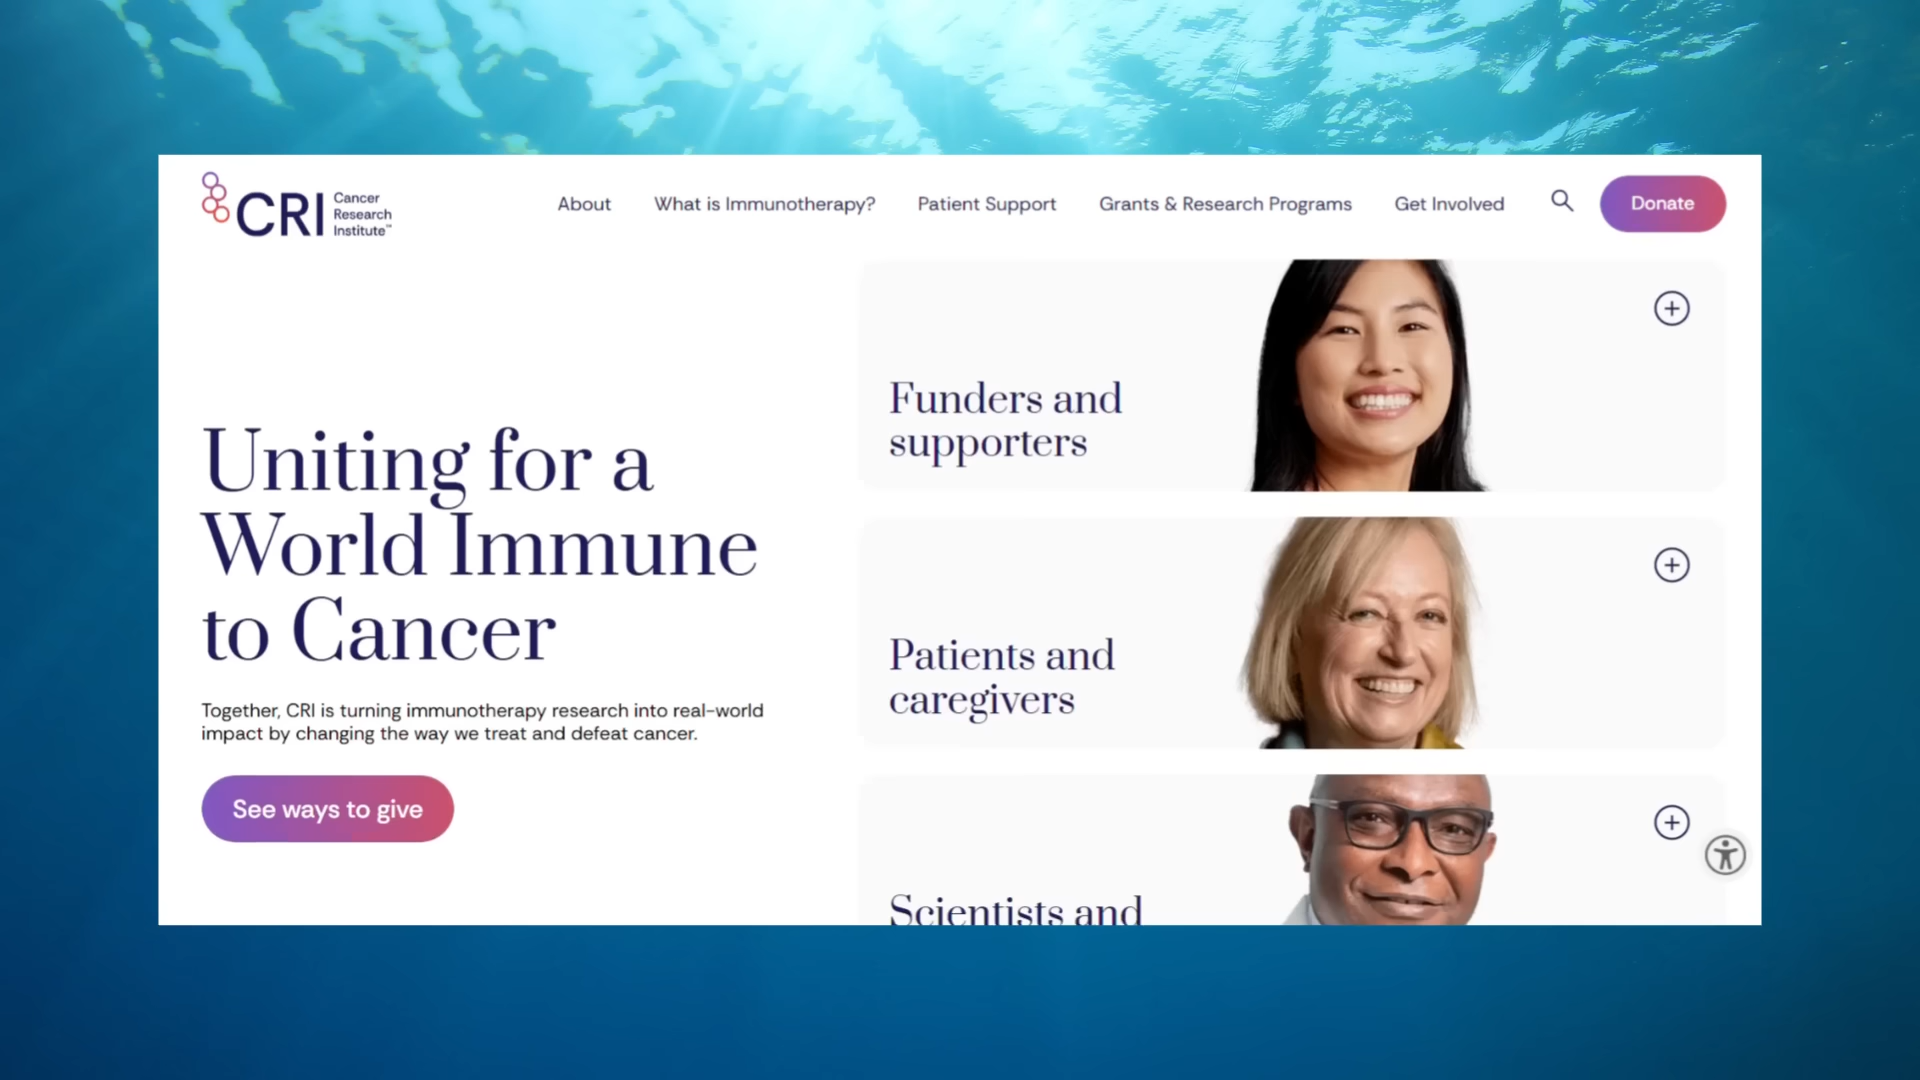 CRI
Cancer
Research
Institute™
About
What is Immunotherapy?
Patient Support
Grants & Research Programs
Get Involved
Donate
Uniting for a
World Immune
to Cancer
Together, CRI is turning immunotherapy research into real-world
impact by changing the way we treat and defeat cancer.
See ways to give
Funders and
supporters
Patients and
caregivers
Scientists and